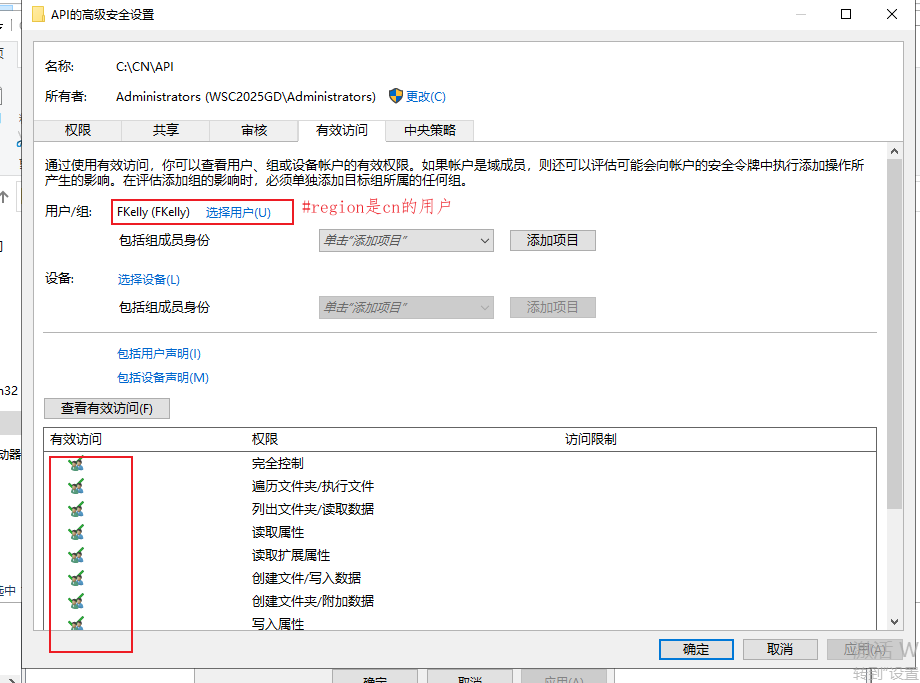 API的高级安全设置
名称: C:\CN\API
所有者: Administrators (WSC2025GD\Administrators) 更改(C)
权限 共享 审核 有效访问 中央策略
通过使用有效访问，你可以查看用户、组或设备帐户的有效权限。如果帐户是域成员，则还可以评估可能会向帐户的安全令牌中执行添加操作所
产生的影响。在评估添加组的影响时，必须单独添加目标组所属的任何组。
用户/组: FKelly (FKelly) 选择用户(U) #region是cn的用户
包括组成员身份 单击"添加项目" 添加项目
设备: 选择设备(L)
包括组成员身份 单击"添加项目" 添加项目
包括用户声明(I)
包括设备声明(M)
查看有效访问(F)
有效访问 权限 访问限制
完全控制
遍历文件夹/执行文件
列出文件夹/读取数据
读取属性
读取扩展属性
创建文件/写入数据
创建文件夹/附加数据
写入属性
确定 取消 应用(A)
激活 W
转到"设置
确定 取消 应用(A)